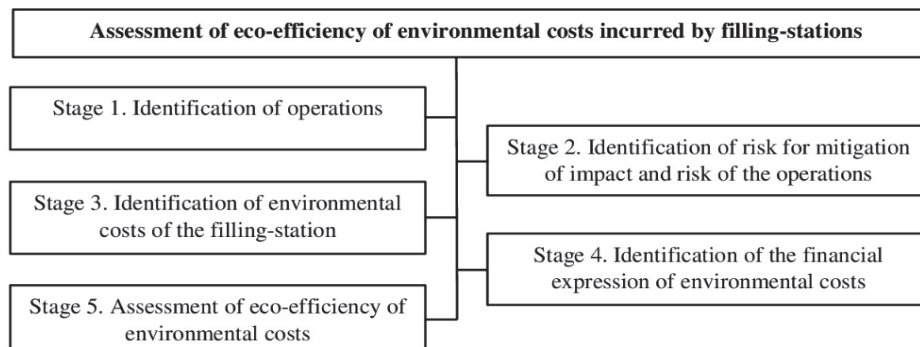 Assessment of eco-efficiency of environmental costs incurred by filling-stations
Stage 1. Identification of operations
Stage 2. Identification of risk for mitigation
of impact and risk of the operations
Stage 3. Identification of environmental
costs of the filling-station
Stage 4. Identification of the financial
expression of environmental costs
Stage 5. Assessment of eco-efficiency of
environmental costs